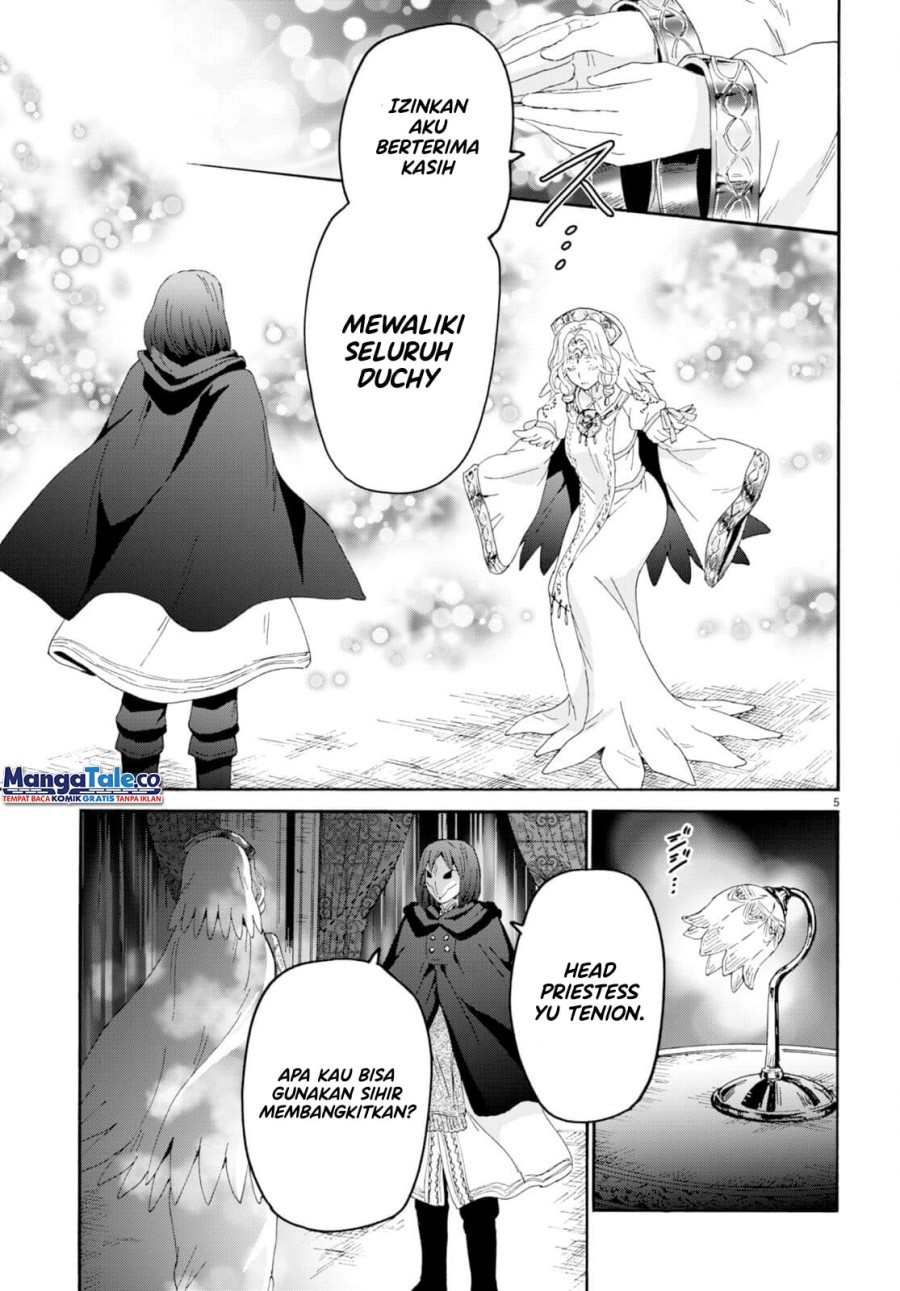 IZINKAN
AKU
BERTERIMA
KASIH
ス
...
MEWALIKI
SELURUH
DUCHY
MangaTale.co
TEMPAT BACA KOMIK GRATIS TANPA IKLAN
5
HEAD
PRIESTESS
YU TENION.
APA KAU BISA
GUNAKAN SIHIR
MEMBANGKITKAN?